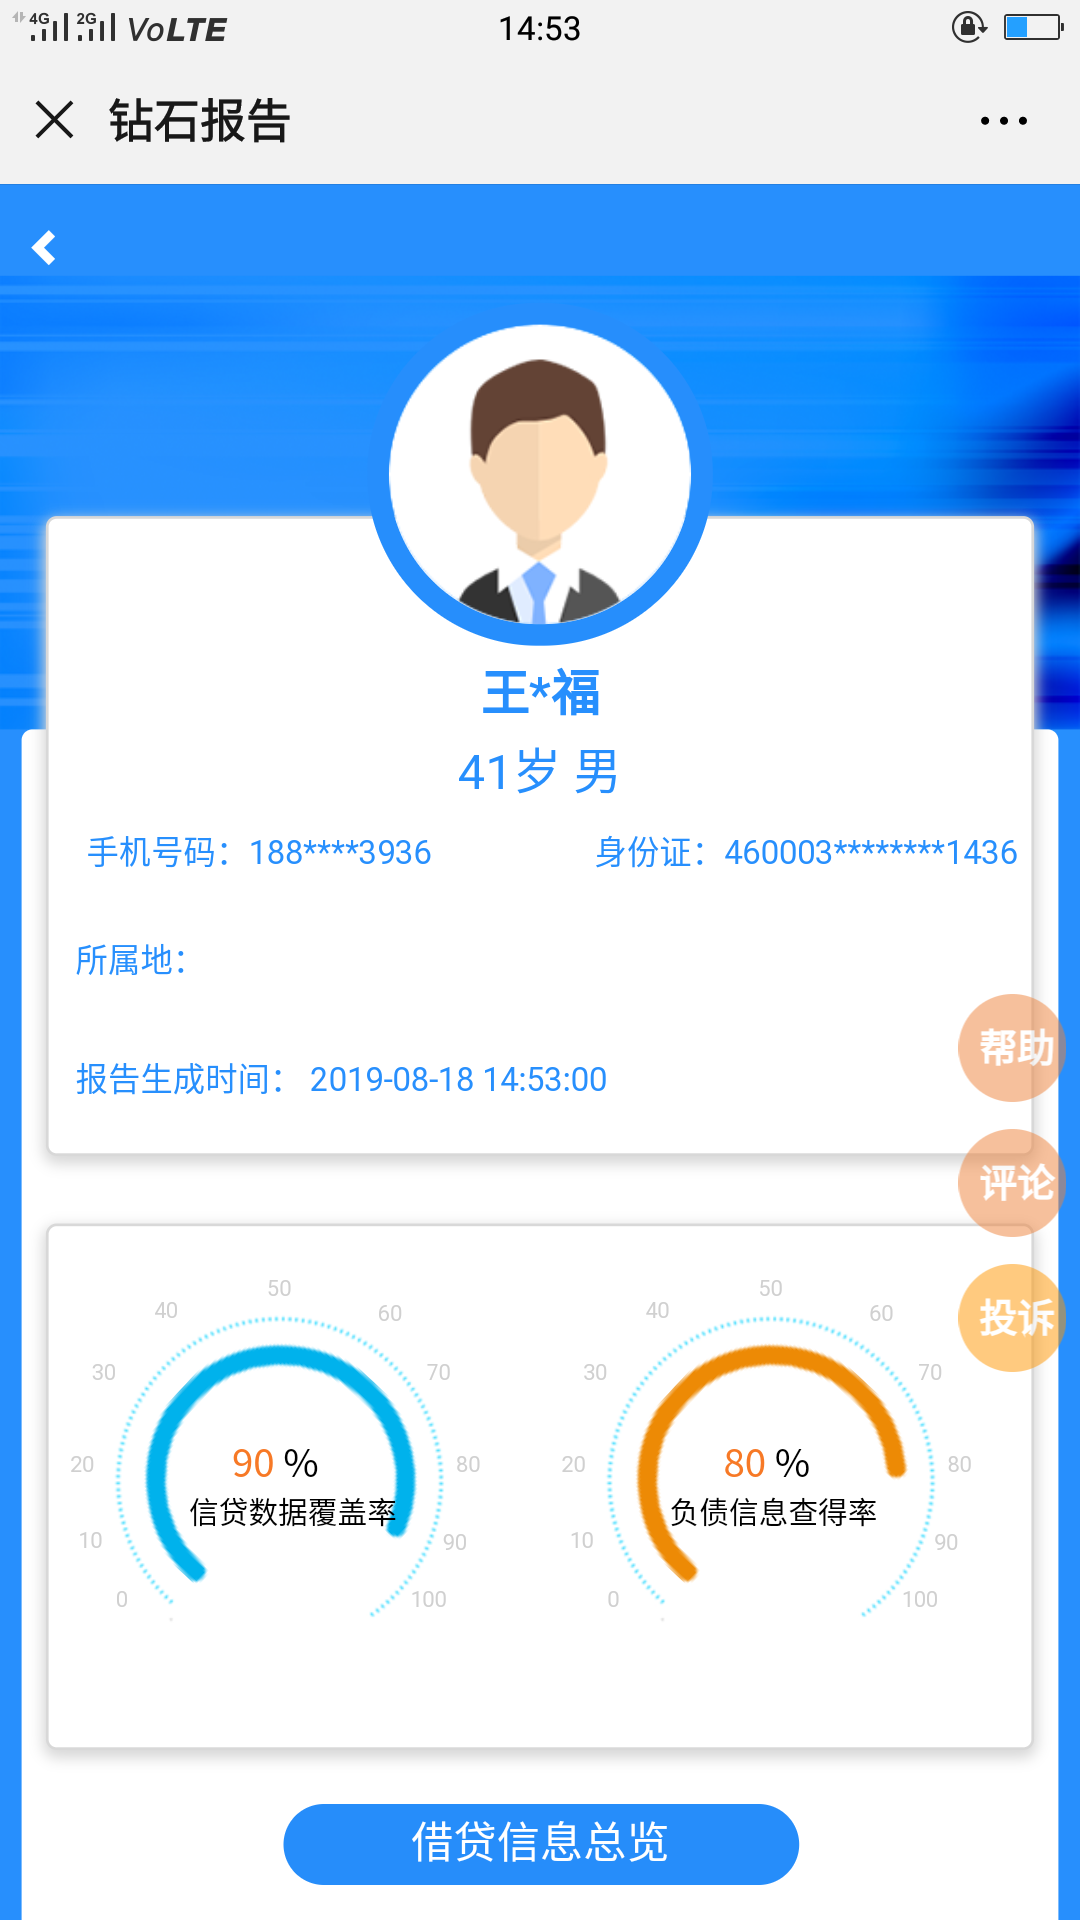 4G 2G VoLTE 14:53
钻石报告
王*福
41岁 男
手机号码：188****3936 身份证：460003********1436
所属地：
报告生成时间： 2019-08-18 14:53:00
帮助
评论
投诉
50
40 60
30 70
20 80
10 90
0 100
90 %
信贷数据覆盖率
50
40 60
30 70
20 80
10 90
0 100
80 %
负债信息查得率
借贷信息总览